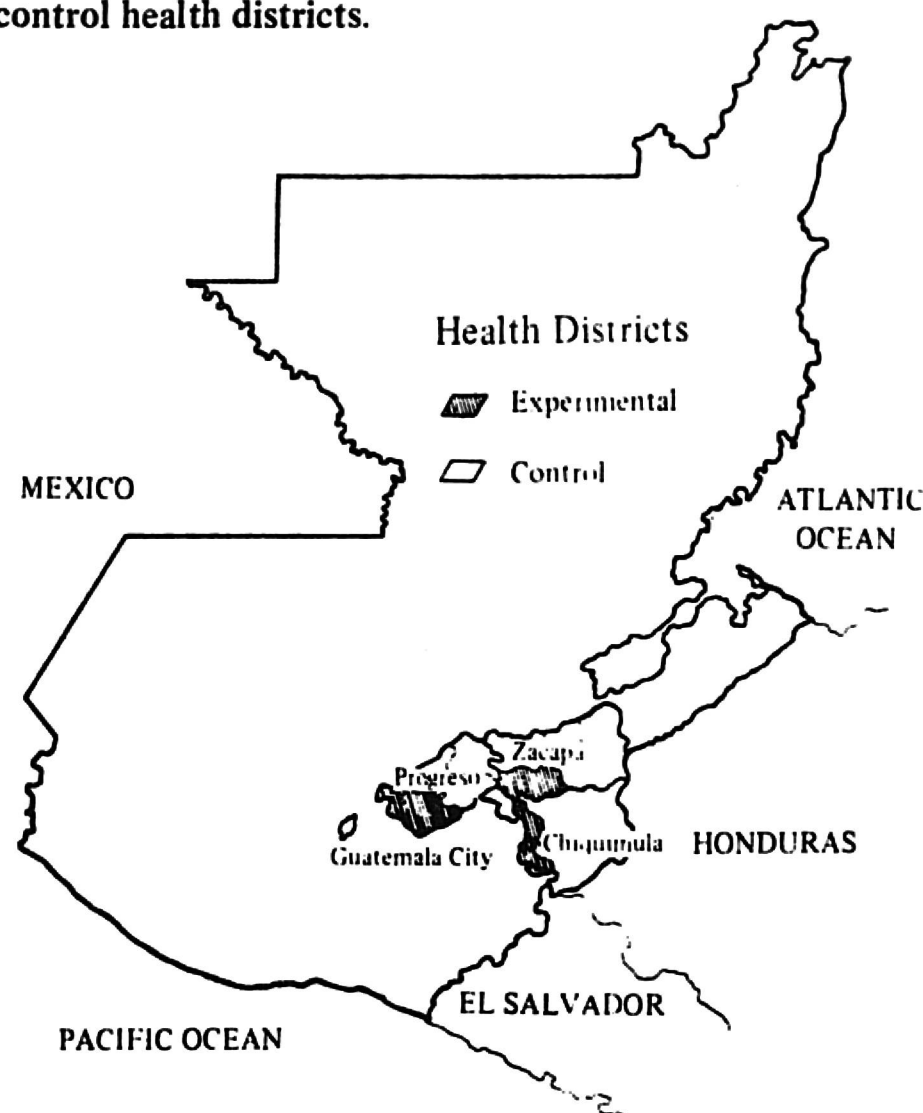 control health districts.
Health Districts
Experimental
Control
MEXICO
ATLANTIC
OCEAN
Zacapa
Progreso
Chiquimula
HONDURAS
Guatemala City
EL SALVADOR
PACIFIC OCEAN